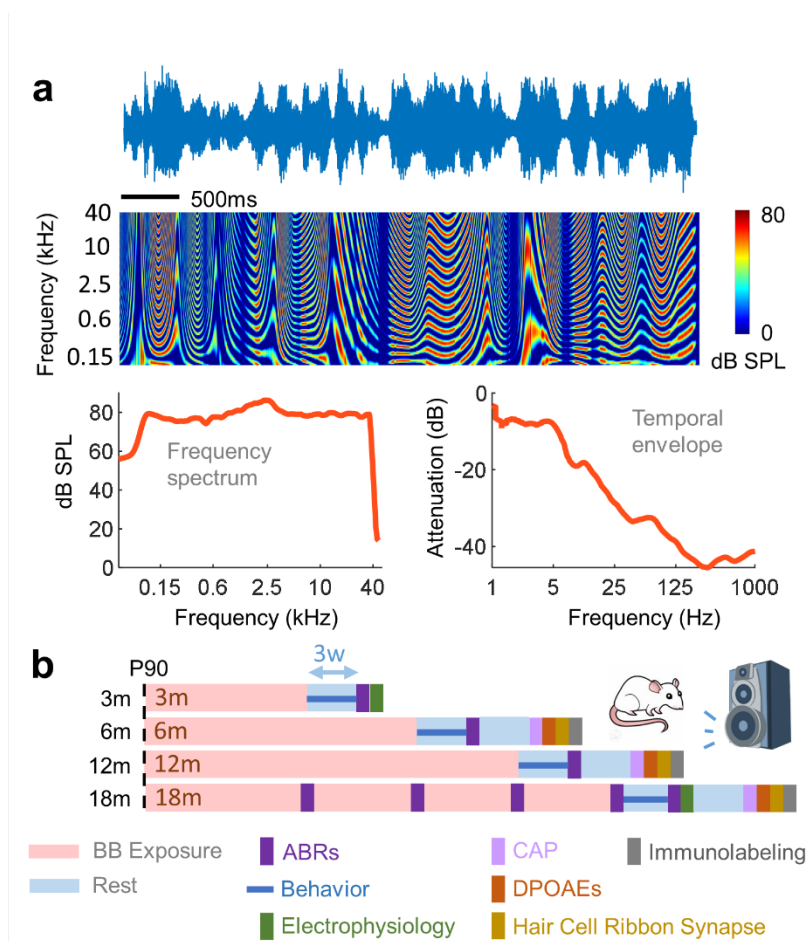 a
500ms
Frequency (kHz)
40
10
2.5
0.6
0.15
80
0
dB SPL
dB SPL
80
60
40
20
0
Frequency
spectrum
0.15 0.6 2.5 10 40
Frequency (kHz)
Attenuation (dB)
0
-20
-40
Temporal
envelope
1 5 25 125 1000
Frequency (Hz)
b
P90
3w
3m 3m
6m 6m
12m 12m
18m 18m
BB Exposure ABRs CAP Immunolabeling
Rest Behavior DPOAEs
Electrophysiology Hair Cell Ribbon Synapse